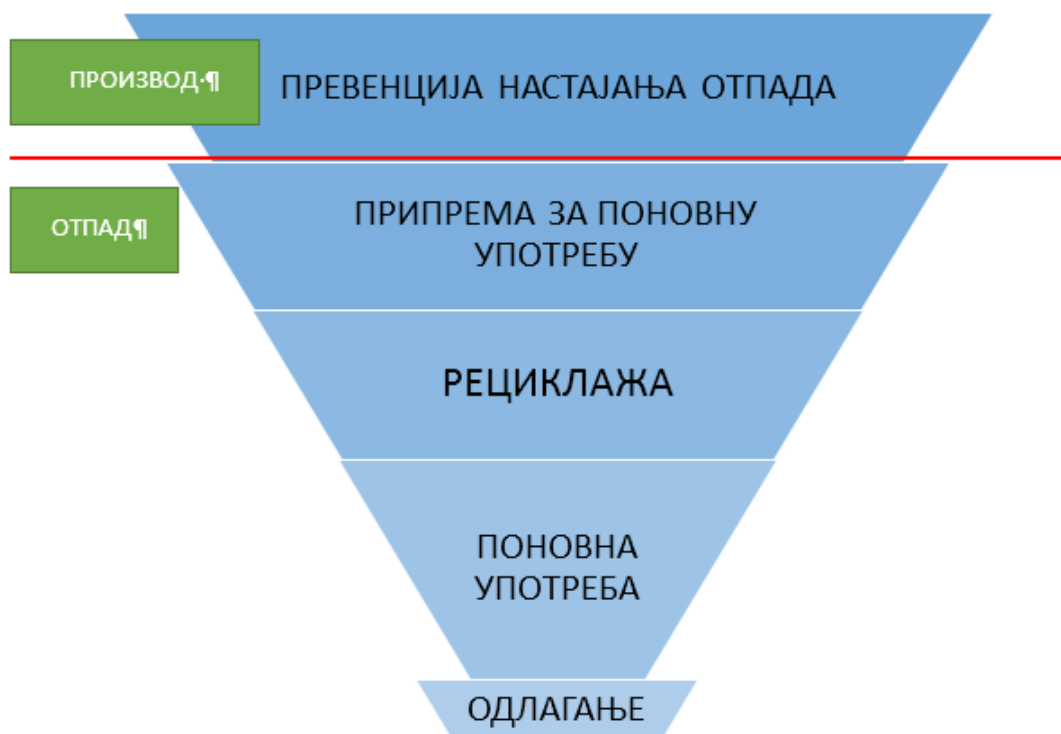 ПРОИЗВОД·¶
ПРЕВЕНЦИЈА НАСТАЈАЊА ОТПАДА
ОТПАД¶
ПРИПРЕМА ЗА ПОНОВНУ
УПОТРЕБУ
РЕЦИКЛАЖА
ПОНОВНА
УПОТРЕБА
ОДЛАГАЊЕ